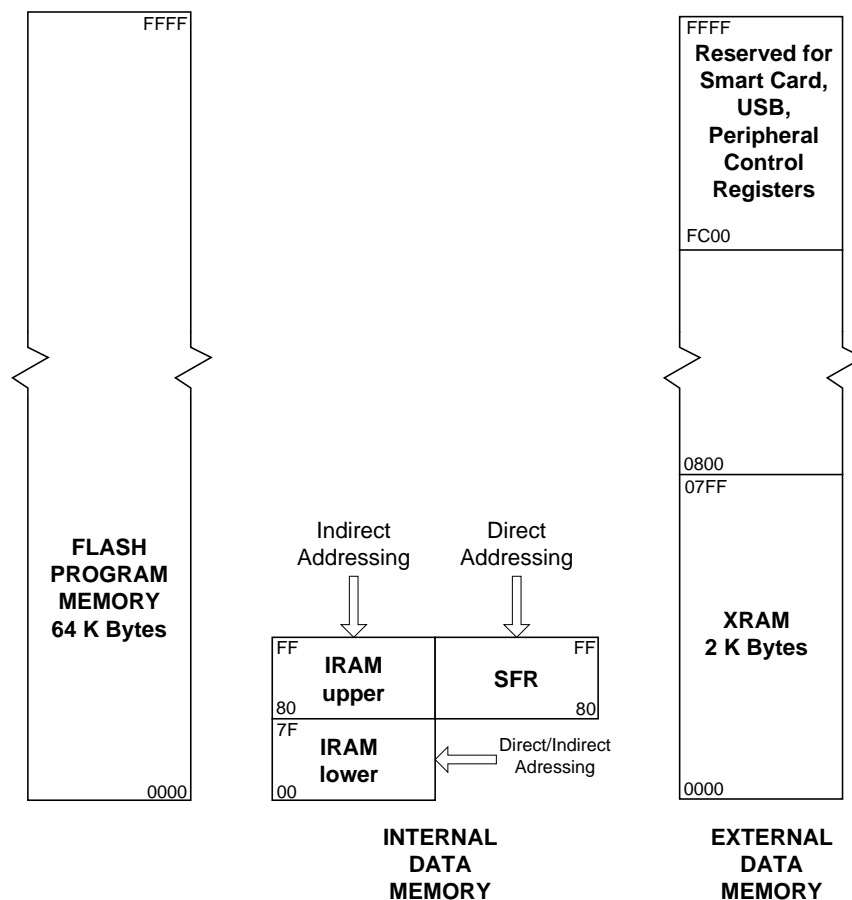 FFFF
FLASH
PROGRAM
MEMORY
64 K Bytes
0000
Indirect
Addressing
Direct
Addressing
FF
IRAM
upper
80
FF
SFR
80
7F
IRAM
lower
00
Direct/Indirect
Adressing
INTERNAL
DATA
MEMORY
FFFF
Reserved for
Smart Card,
USB,
Peripheral
Control
Registers
FC00
0800
07FF
XRAM
2 K Bytes
0000
EXTERNAL
DATA
MEMORY